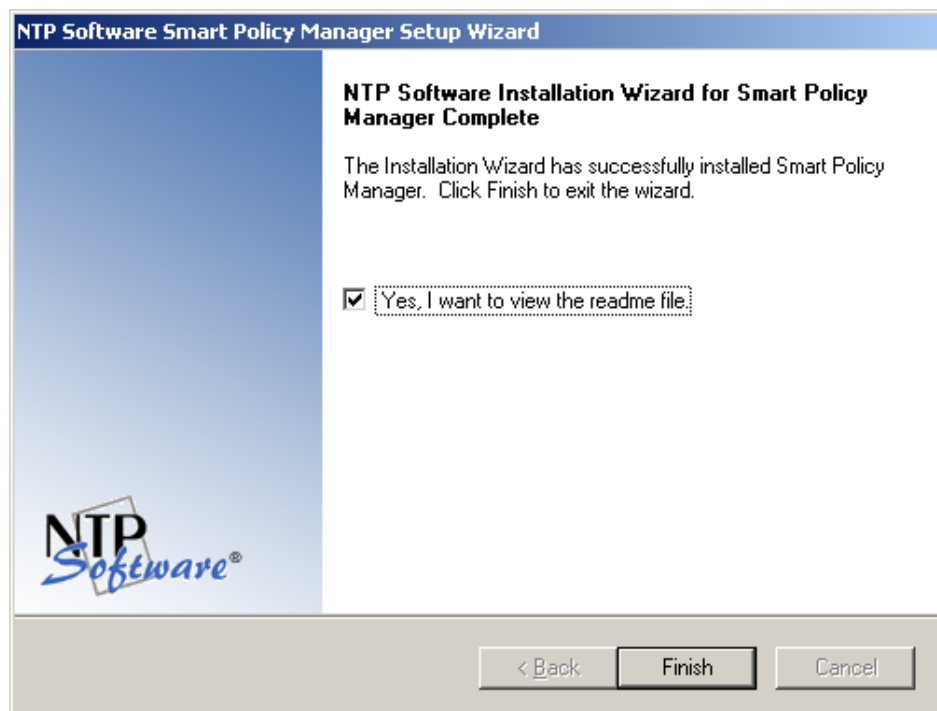 NTP Software Smart Policy Manager Setup Wizard
NTP Software Installation Wizard for Smart Policy
Manager Complete
The Installation Wizard has successfully installed Smart Policy
Manager.  Click Finish to exit the wizard.
Yes, I want to view the readme file.
NTP
Software®
< Back
Finish
Cancel